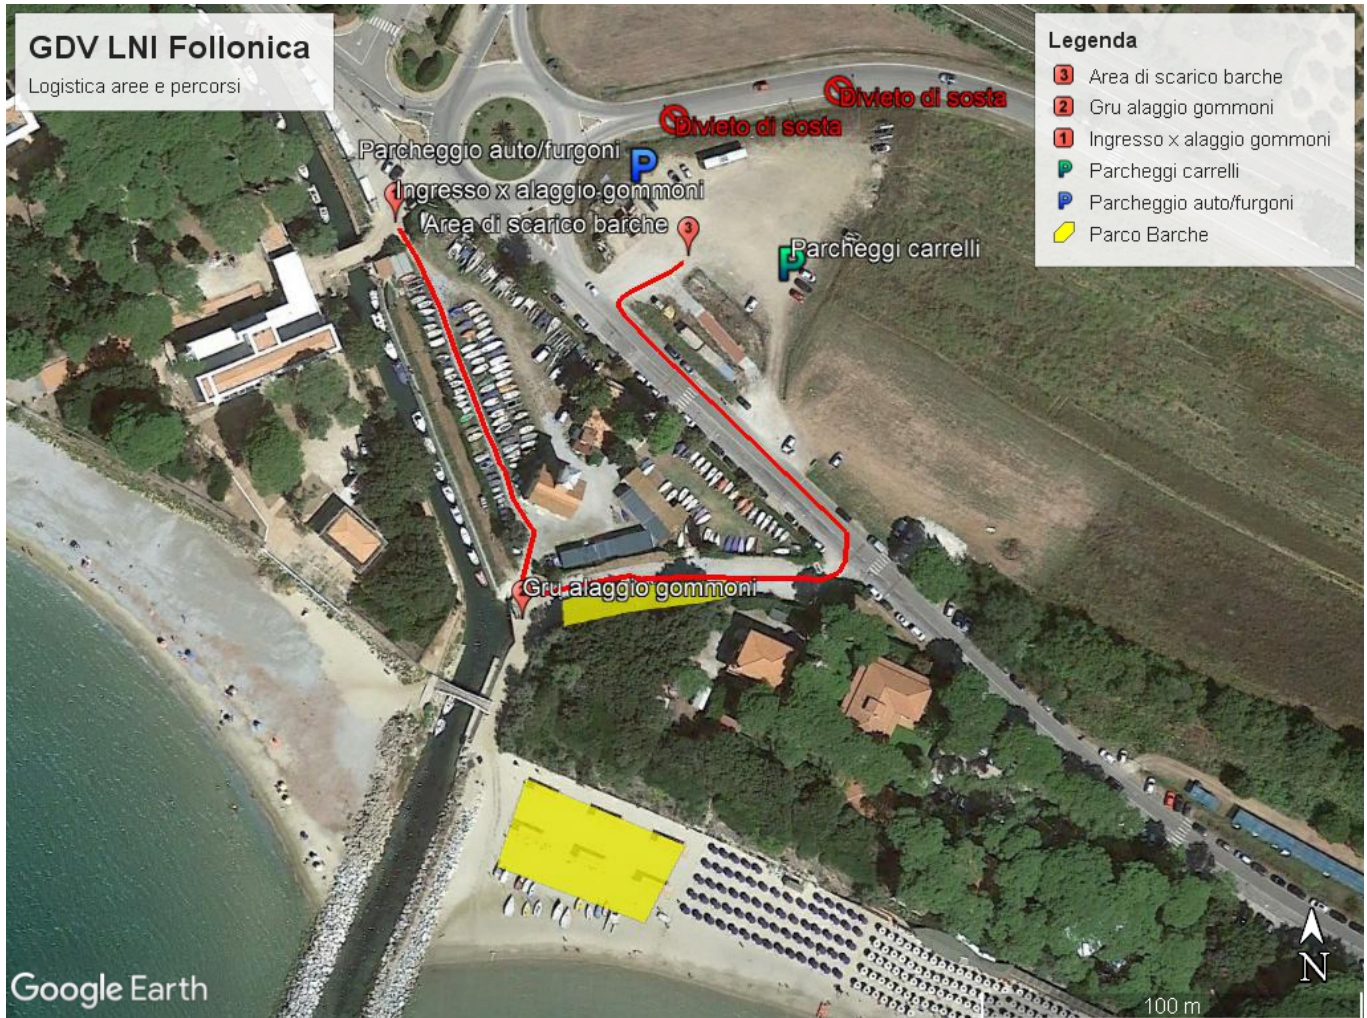 GDV LNI Follonica
Logistica aree e percorsi
Legenda
3 Area di scarico barche
2 Gru alaggio gommoni
1 Ingresso x alaggio gommoni
P Parcheggi carrelli
P Parcheggio auto/furgoni
Parco Barche
Divieto di sosta
Divieto di sosta
Parcheggio auto/furgoni
P
1
Ingresso x alaggio gommoni
Area di scarico barche
3
P
Parcheggi carrelli
Gru alaggio gommoni
N
Google Earth
100 m